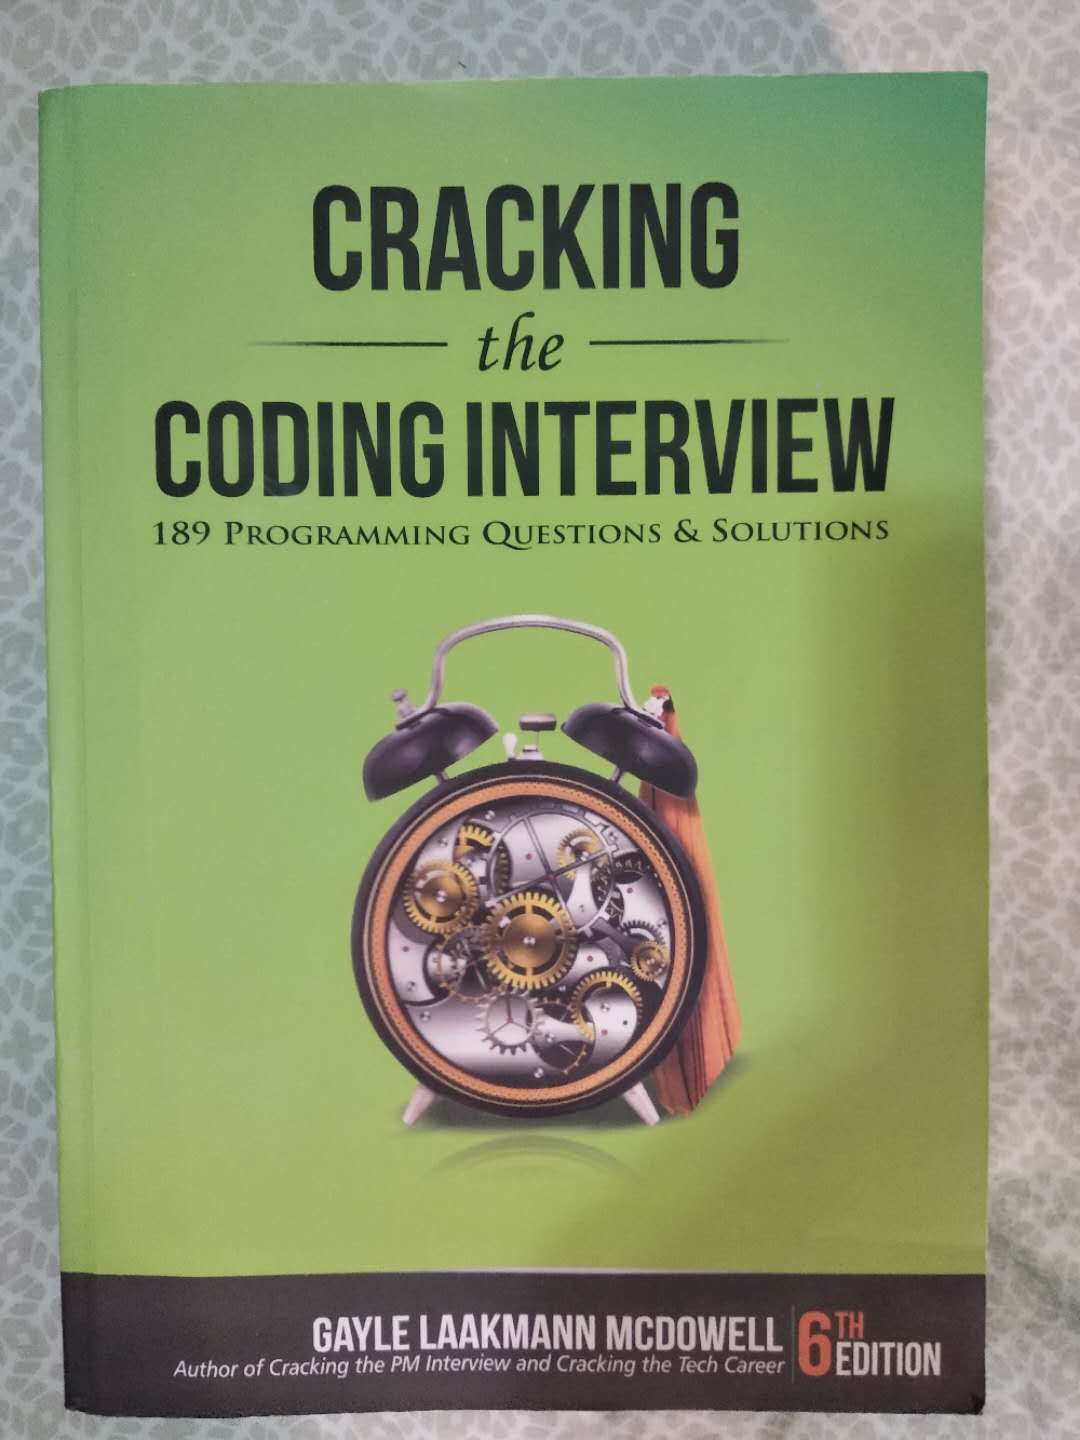 CRACKING
the
CODING INTERVIEW
189 PROGRAMMING QUESTIONS & SOLUTIONS
GAYLE LAAKMANN MCDOWELL
Author of Cracking the PM Interview and Cracking the Tech Career
6TH EDITION